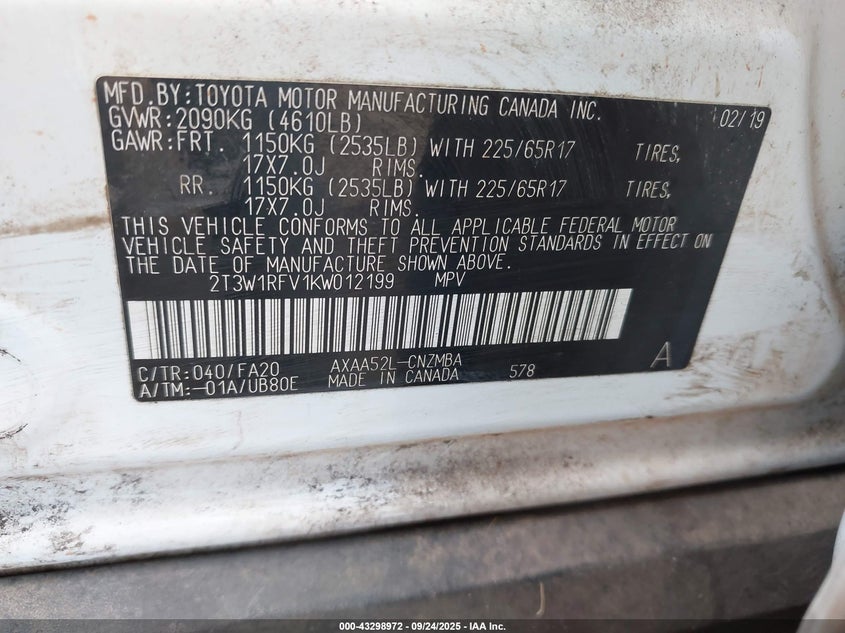 MFD.BY:TOYOTA MOTOR MANUFACTURING CANADA INC. 02/19
GVWR:2090KG (4610LB)
GAWR:FRT. 1150KG (2535LB) WITH 225/65R17 TIRES,
17X7.0J RIMS.
RR. 1150KG (2535LB) WITH 225/65R17 TIRES,
17X7.0J RIMS.
THIS VEHICLE CONFORMS TO ALL APPLICABLE FEDERAL MOTOR
VEHICLE SAFETY AND THEFT PREVENTION STANDARDS IN EFFECT ON
THE DATE OF MANUFACTURE SHOWN ABOVE.
2T3W1RFV1KW012199 MPV
C/TR:040/FA20 AXAA52L-CNZMBA A
A/TM:-01A/UB80E MADE IN CANADA 578
000-43298972 • 09/24/2025 • IAA Inc.